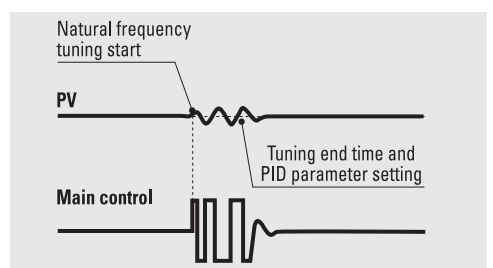 Natural frequency
tuning start
PV
Tuning end time and
PID parameter setting
Main control